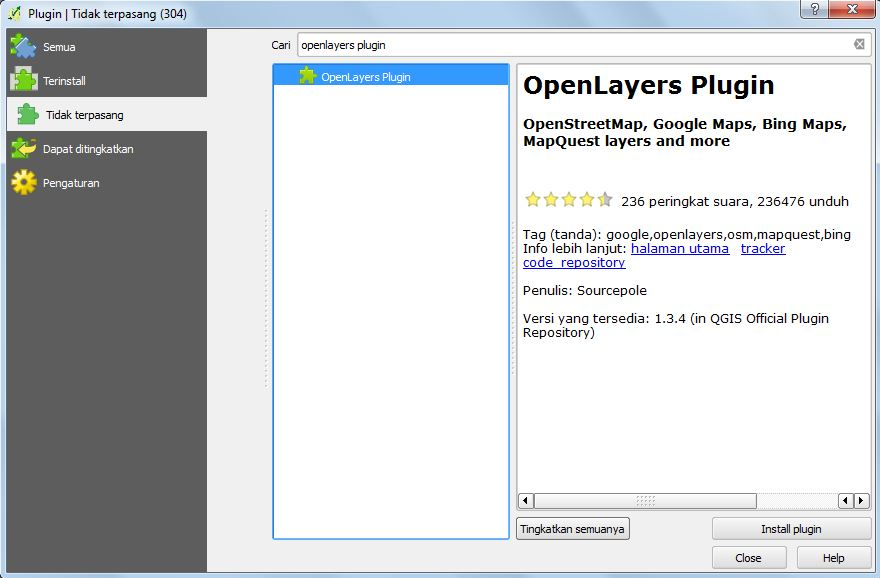 Plugin | Tidak terpasang (304)
Semua
Terinstall
Tidak terpasang
Dapat ditingkatkan
Pengaturan
Cari openlayers plugin
OpenLayers Plugin
OpenLayers Plugin
OpenStreetMap, Google Maps, Bing Maps,
MapQuest layers and more
236 peringkat suara, 236476 unduh
Tag (tanda): google,openlayers,osm,mapquest,bing
Info lebih lanjut: halaman utama tracker
code_repository
Penulis: Sourcepole
Versi yang tersedia: 1.3.4 (in QGIS Official Plugin
Repository)
Tingkatkan semuanya
Install plugin
Close
Help